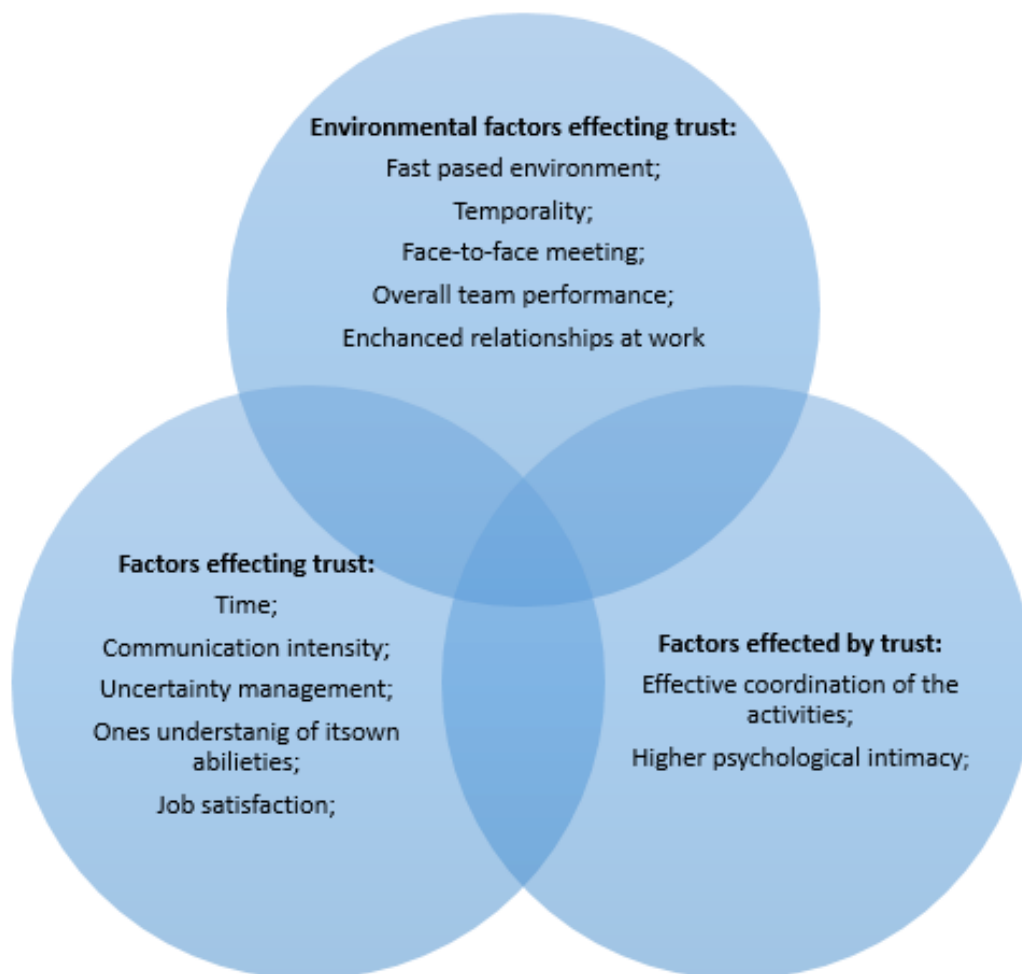 Environmental factors effecting trust:
Fast pased environment;
Temporality;
Face-to-face meeting;
Overall team performance;
Enchanced relationships at work
Factors effecting trust:
Time;
Communication intensity;
Uncertainty management;
Ones understanig of itsown
abilieties;
Job satisfaction;
Factors effected by trust:
Effective coordination of the
activities;
Higher psychological intimacy;